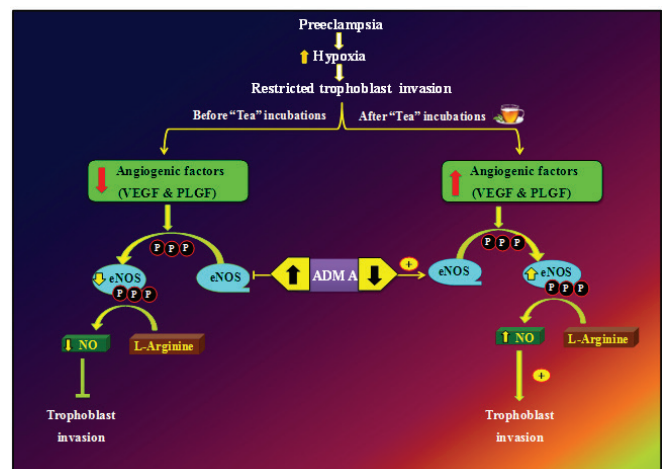 Preeclampsia
Hypoxia
Restricted trophoblast invasion
Before “Tea” incubations
After “Tea” incubations
Angiogenic factors
(VEGF & PLGF)
Angiogenic factors
(VEGF & PLGF)
P P P
P P P
eNOS
eNOS
ADM A
+
eNOS
eNOS
P P P
P P P
NO
L-Arginine
NO
L-Arginine
+
Trophoblast
invasion
Trophoblast
invasion